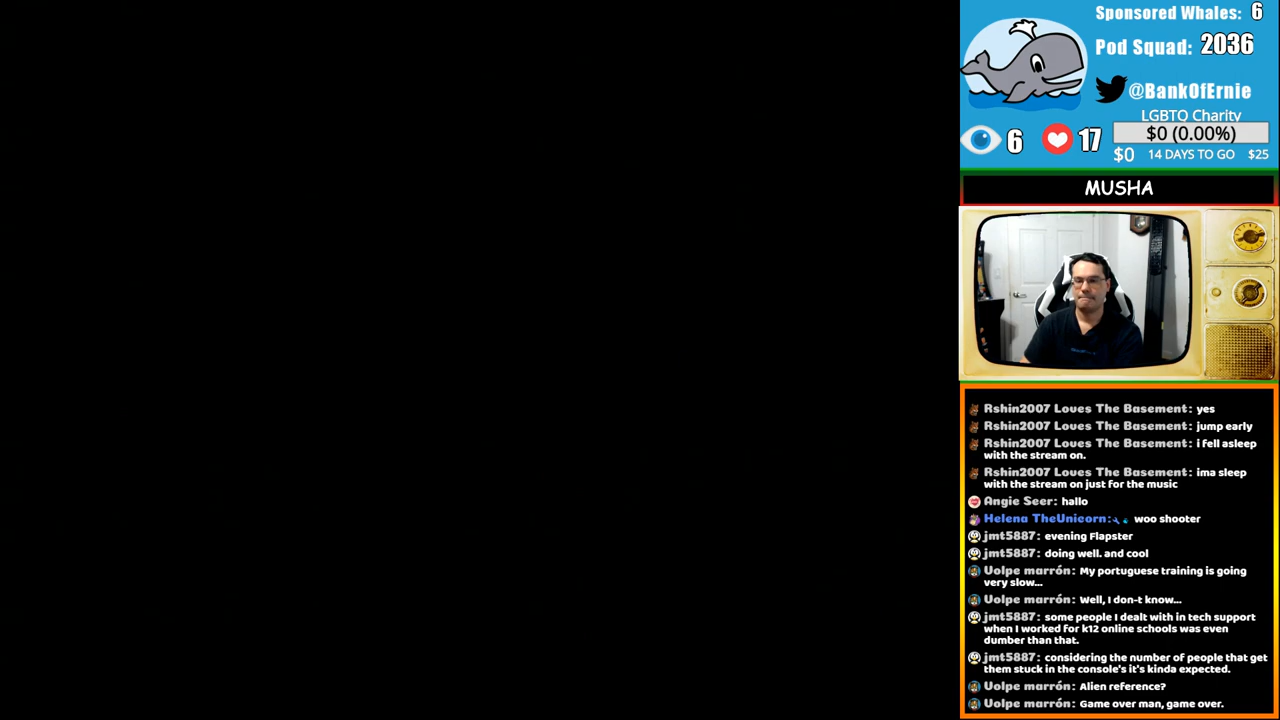 Sponsored Whales: 6
Pod Squad: 2036
@BankOfErnie
LGBTQ Charity
6 17 $0 (0.00%)
$0 14 DAYS TO GO $25
MUSHA
Rshin2007 Loves The Basement: yes
Rshin2007 Loves The Basement: jump early
Rshin2007 Loves The Basement: i fell asleep
with the stream on.
Rshin2007 Loves The Basement: ima sleep
with the stream on just for the music
Angie Seer: hallo
Helena TheUnicorn: woo shooter
jmt5887: evening Flapster
jmt5887: doing well. and cool
Volpe marrón: My portuguese training is going
very slow...
Volpe marrón: Well, I don-t know...
jmt5887: some people I dealt with in tech support
when I worked for k12 online schools was even
dumber than that.
jmt5887: considering the number of people that get
them stuck in the console's it's kinda expected.
Volpe marrón: Alien reference?
Volpe marrón: Game over man, game over.